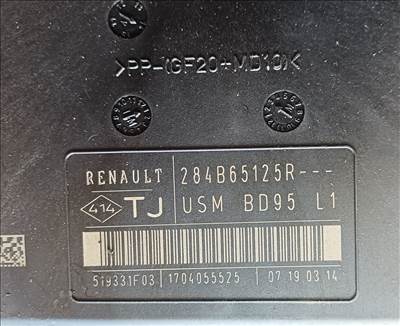 >PP-(GF20+MD10)<
RENAULT 284B65125R---
414 TJ USM BD95 L1
519331F03 1704055525 07 19 03 14